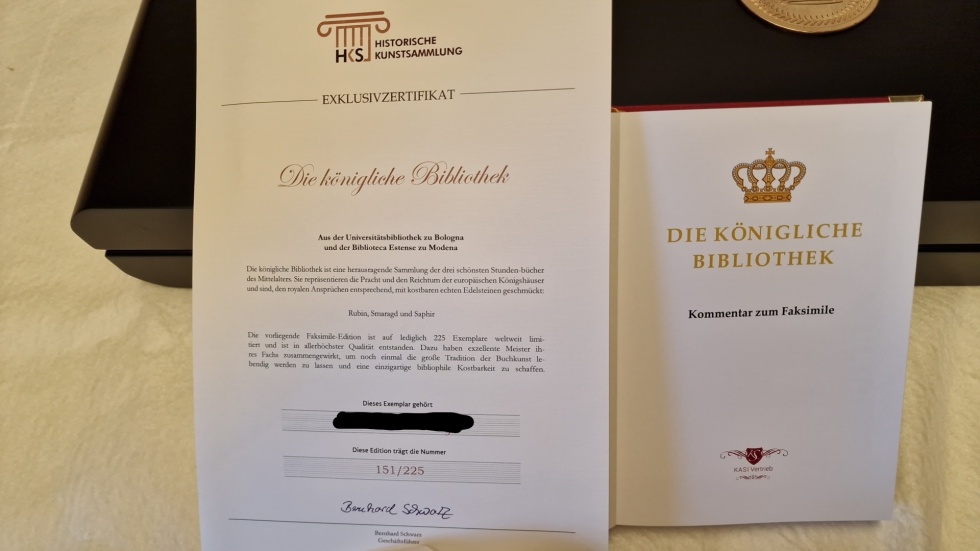 HKS HISTORISCHE
KUNSTSAMMLUNG
EXKLUSIVZERTIFIKAT
Die königliche Bibliothek
Aus der Universitätsbibliothek zu Bologna
und der Biblioteca Estense zu Modena
Die königliche Bibliothek ist eine herausragende Sammlung der drei schönsten Stunden-bücher
des Mittelalters. Sie repräsentieren die Pracht und den Reichtum der europäischen Königshäuser
und sind, den royalen Ansprüchen entsprechend, mit kostbaren echten Edelsteinen geschmückt:
Rubin, Smaragd und Saphir
Die vorliegende Faksimile-Edition ist auf lediglich 225 Exemplare weltweit limi-
tiert und ist in allerhöchster Qualität entstanden. Dazu haben exzellente Meister ih-
res Fachs zusammengewirkt, um noch einmal die große Tradition der Buchkunst le-
bendig werden zu lassen und eine einzigartige bibliophile Kostbarkeit zu schaffen.
Dieses Exemplar gehört
Diese Edition trägt die Nummer
151/225
Bernhard Schwarz
Bernhard Schwarz
Geschäftsführer
DIE KÖNIGLICHE
BIBLIOTHEK
Kommentar zum Faksimile
KASI Vertrieb